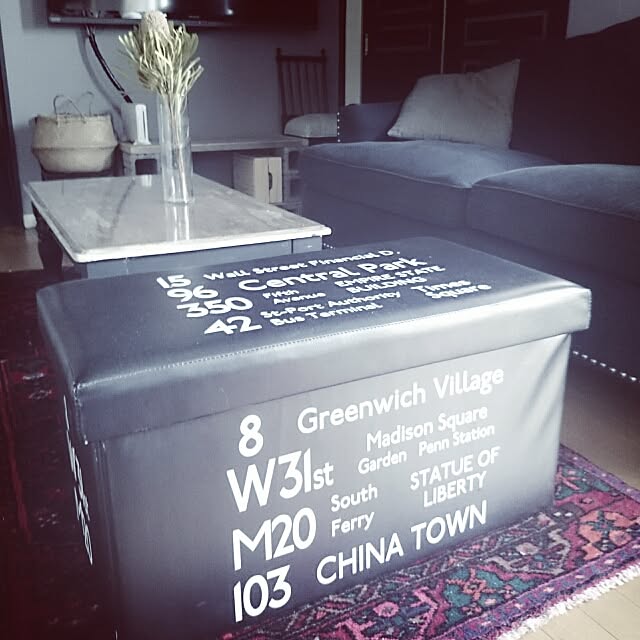 15 Wall Street Financial D.
96 Central Park
350 Fifth Avenue EMPIRE STATE BUILDING
42 St-Port Authority Bus Terminal Times Square
8 Greenwich Village
W31st Madison Square Garden Penn Station
M20 South Ferry STATUE OF LIBERTY
103 CHINA TOWN